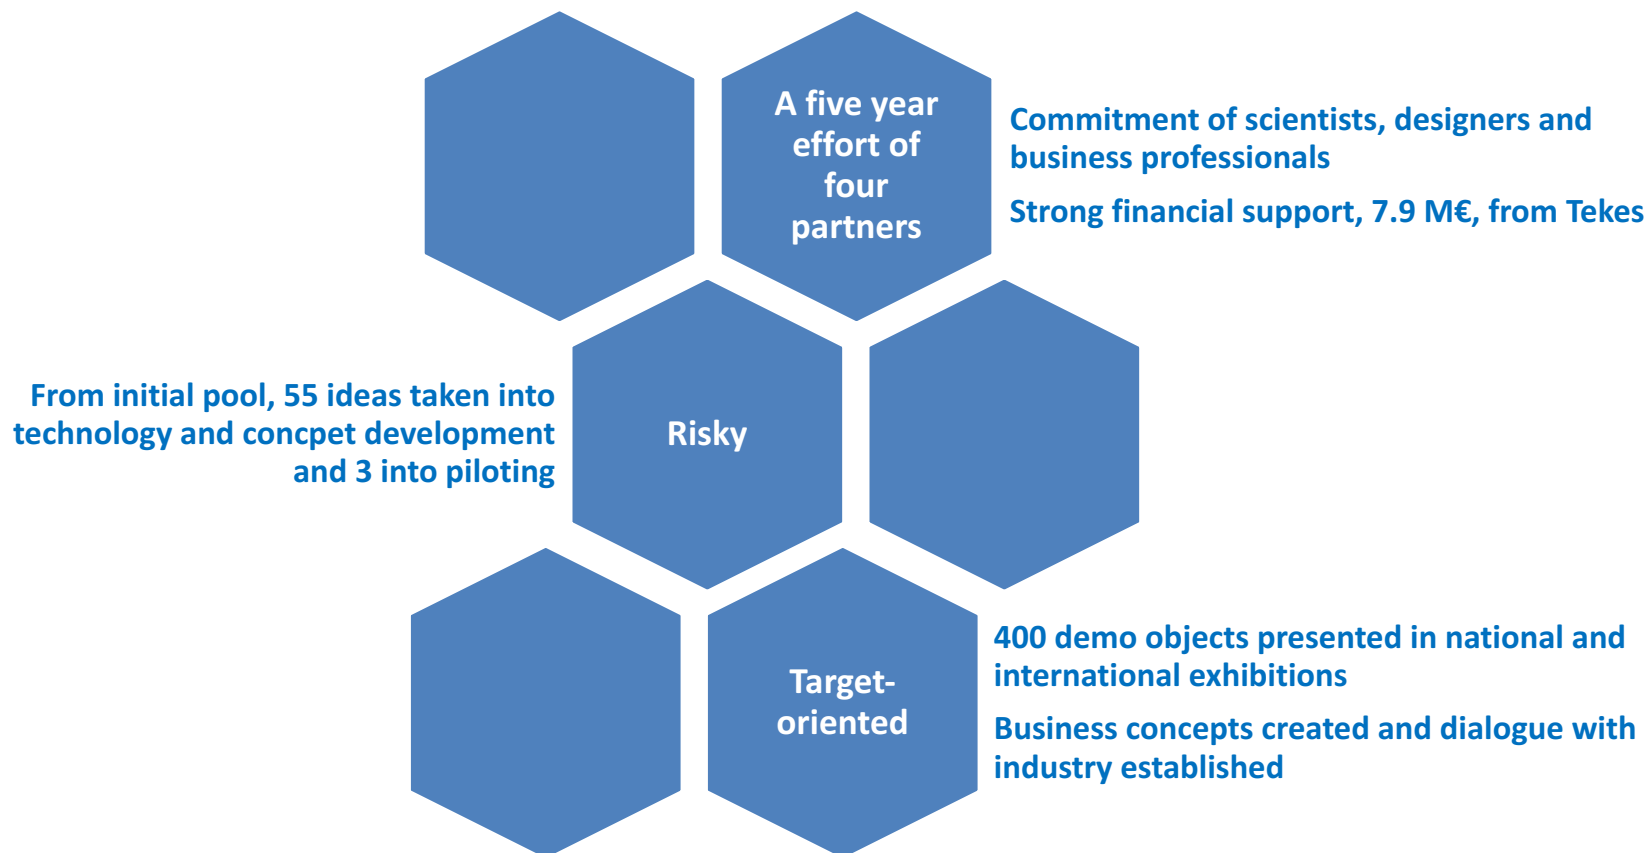 A five year
effort of
four
partners
Commitment of scientists, designers and
business professionals
Strong financial support, 7.9 M€, from Tekes
From initial pool, 55 ideas taken into
technology and concpet development
and 3 into piloting
Risky
Target-
oriented
400 demo objects presented in national and
international exhibitions
Business concepts created and dialogue with
industry established